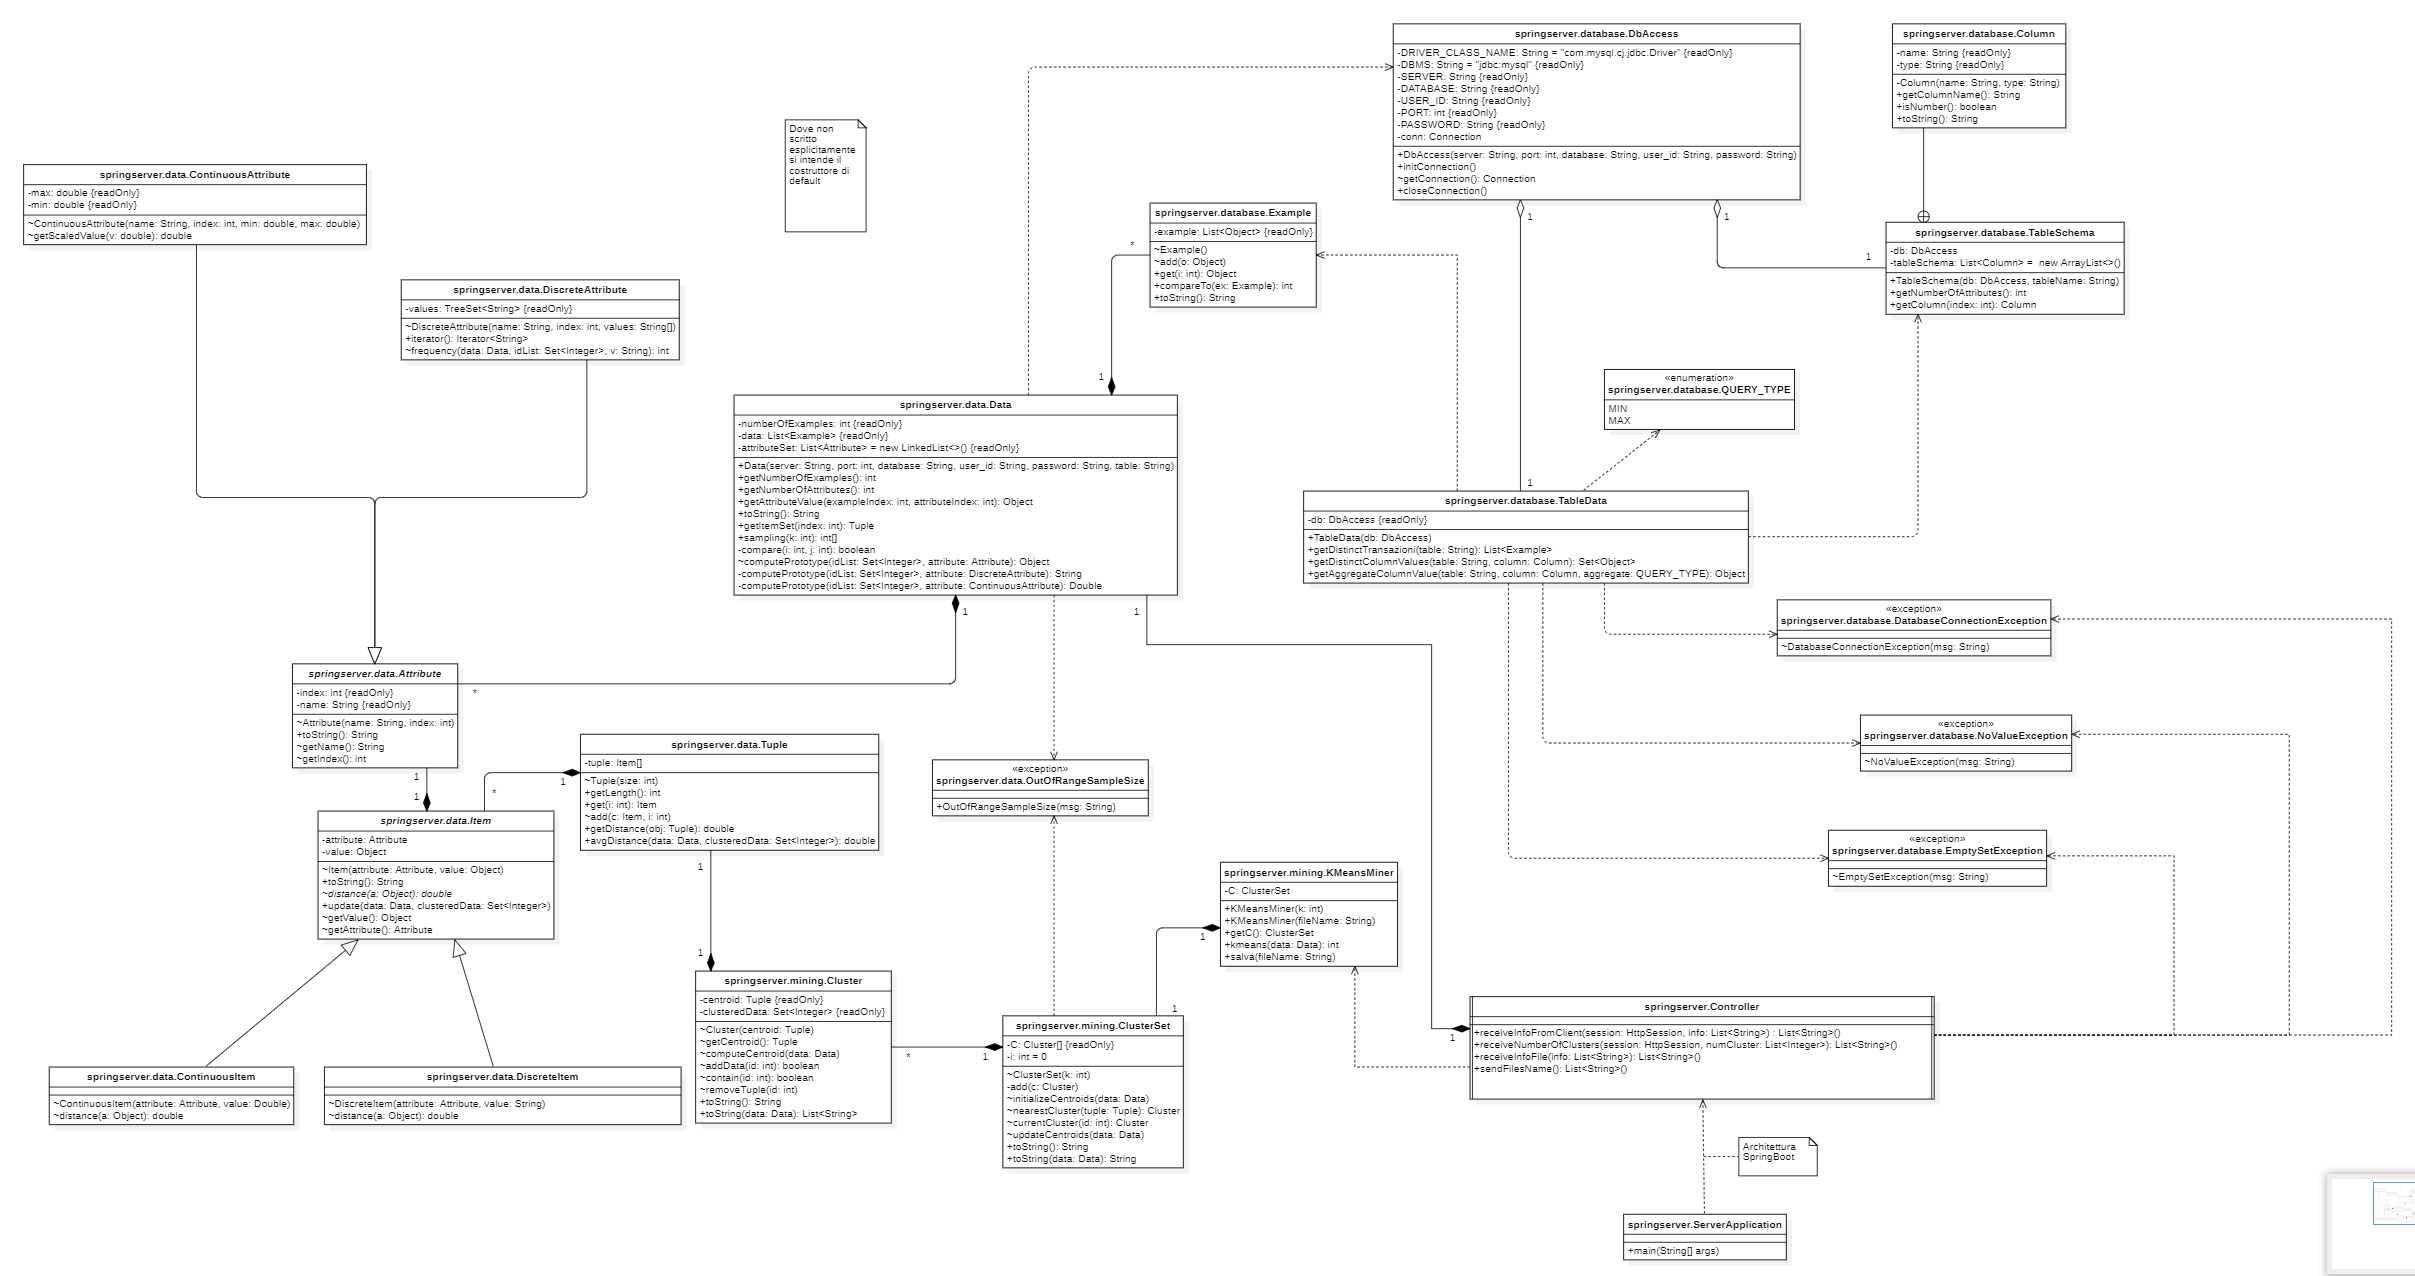 springserver.database.DbAccess
-DRIVER_CLASS_NAME: String = "com.mysql.cj.jdbc.Driver" {readOnly}
-DBMS: String = "jdbc:mysql" {readOnly}
-SERVER: String {readOnly}
-DATABASE: String {readOnly}
-USER_ID: String {readOnly}
-PORT: int {readOnly}
-PASSWORD: String {readOnly}
-conn: Connection
+DbAccess(server: String, port: int, database: String, user_id: String, password: String)
+initConnection()
~getConnection(): Connection
+closeConnection()
1
1
springserver.database.Column
-name: String {readOnly}
-type: String {readOnly}
-Column(name: String, type: String)
+getColumnName(): String
+isNumber(): boolean
+toString(): String
Dove non
scritto
esplicitamente
si intende il
costruttore di
default
springserver.data.ContinuousAttribute
-max: double {readOnly}
-min: double {readOnly}
~ContinuousAttribute(name: String, index: int, min: double, max: double)
~getScaledValue(v: double): double
springserver.database.Example
-example: List<Object> {readOnly}
~Example()
~add(o: Object)
+get(i: int): Object
+compareTo(ex: Example): int
+toString(): String
*
1
springserver.database.TableSchema
-db: DbAccess
-tableSchema: List<Column> =  new ArrayList<>()
+TableSchema(db: DbAccess, tableName: String)
+getNumberOfAttributes(): int
+getColumn(index: int): Column
1
springserver.data.DiscreteAttribute
-values: TreeSet<String> {readOnly}
~DiscreteAttribute(name: String, index: int, values: String[])
+iterator(): Iterator<String>
~frequency(data: Data, idList: Set<Integer>, v: String): int
«enumeration»
springserver.database.QUERY_TYPE
MIN
MAX
springserver.data.Data
-numberOfExamples: int {readOnly}
-data: List<Example> {readOnly}
-attributeSet: List<Attribute> = new LinkedList<>() {readOnly}
+Data(server: String, port: int, database: String, user_id: String, password: String, table: String)
+getNumberOfExamples(): int
+getNumberOfAttributes(): int
+getAttributeValue(exampleIndex: int, attributeIndex: int): Object
+toString(): String
+getItemSet(index: int): Tuple
+sampling(k: int): int[]
-compare(i: int, j: int): boolean
~computePrototype(idList: Set<Integer>, attribute: Attribute): Object
-computePrototype(idList: Set<Integer>, attribute: DiscreteAttribute): String
-computePrototype(idList: Set<Integer>, attribute: ContinuousAttribute): Double
1
1
1
springserver.database.TableData
-db: DbAccess {readOnly}
+TableData(db: DbAccess)
+getDistinctTransazioni(table: String): List<Example>
+getDistinctColumnValues(table: String, column: Column): Set<Object>
+getAggregateColumnValue(table: String, column: Column, aggregate: QUERY_TYPE): Object
«exception»
springserver.database.DatabaseConnectionException
~DatabaseConnectionException(msg: String)
springserver.data.Attribute
-index: int {readOnly}
-name: String {readOnly}
~Attribute(name: String, index: int)
+toString(): String
~getName(): String
~getIndex(): int
*
1
1
«exception»
springserver.database.NoValueException
~NoValueException(msg: String)
springserver.data.Tuple
-tuple: Item[]
~Tuple(size: int)
+getLength(): int
+get(i: int): Item
~add(c: Item, i: int)
+getDistance(obj: Tuple): double
+avgDistance(data: Data, clusteredData: Set<Integer>): double
1
*
1
1
«exception»
springserver.data.OutOfRangeSampleSize
+OutOfRangeSampleSize(msg: String)
springserver.data.Item
-attribute: Attribute
-value: Object
~Item(attribute: Attribute, value: Object)
+toString(): String
~distance(a: Object): double
+update(data: Data, clusteredData: Set<Integer>)
~getValue(): Object
~getAttribute(): Attribute
«exception»
springserver.database.EmptySetException
~EmptySetException(msg: String)
springserver.mining.KMeansMiner
-C: ClusterSet
+KMeansMiner(k: int)
+KMeansMiner(fileName: String)
+getC(): ClusterSet
+kmeans(data: Data): int
+salva(fileName: String)
1
1
springserver.mining.Cluster
-centroid: Tuple {readOnly}
-clusteredData: Set<Integer> {readOnly}
~Cluster(centroid: Tuple)
~getCentroid(): Tuple
~computeCentroid(data: Data)
~addData(id: int): boolean
~contain(id: int): boolean
~removeTuple(id: int)
+toString(): String
+toString(data: Data): List<String>
*
1
springserver.Controller
+receiveInfoFromClient(session: HttpSession, info: List<String>) : List<String>()
+receiveNumberOfClusters(session: HttpSession, numCluster: List<Integer>): List<String>()
+receiveInfoFile(info: List<String>): List<String>()
+sendFilesName(): List<String>()
1
springserver.mining.ClusterSet
-C: Cluster[] {readOnly}
-i: int = 0
~ClusterSet(k: int)
-add(c: Cluster)
~initializeCentroids(data: Data)
~nearestCluster(tuple: Tuple): Cluster
~currentCluster(id: int): Cluster
~updateCentroids(data: Data)
+toString(): String
+toString(data: Data): String
springserver.data.ContinuousItem
~ContinuousItem(attribute: Attribute, value: Double)
~distance(a: Object): double
springserver.data.DiscreteItem
~DiscreteItem(attribute: Attribute, value: String)
~distance(a: Object): double
Architettura
SpringBoot
springserver.ServerApplication
+main(String[] args)